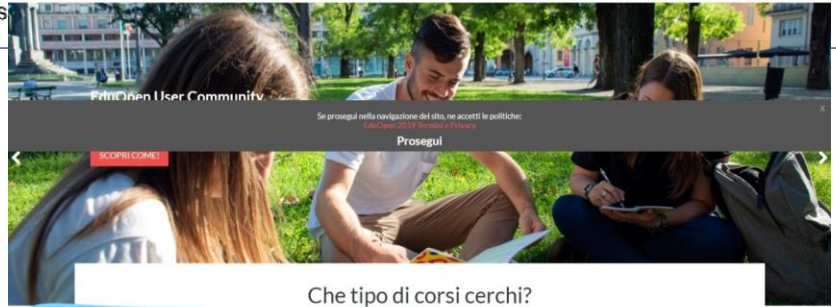 EduOpen User Community
x
Se prosegui nella navigazione del sito, ne accetti le politiche:
EduOpen 2019 Termini e Privacy
Prosegui
SCOPRI COME!
Che tipo di corsi cerchi?